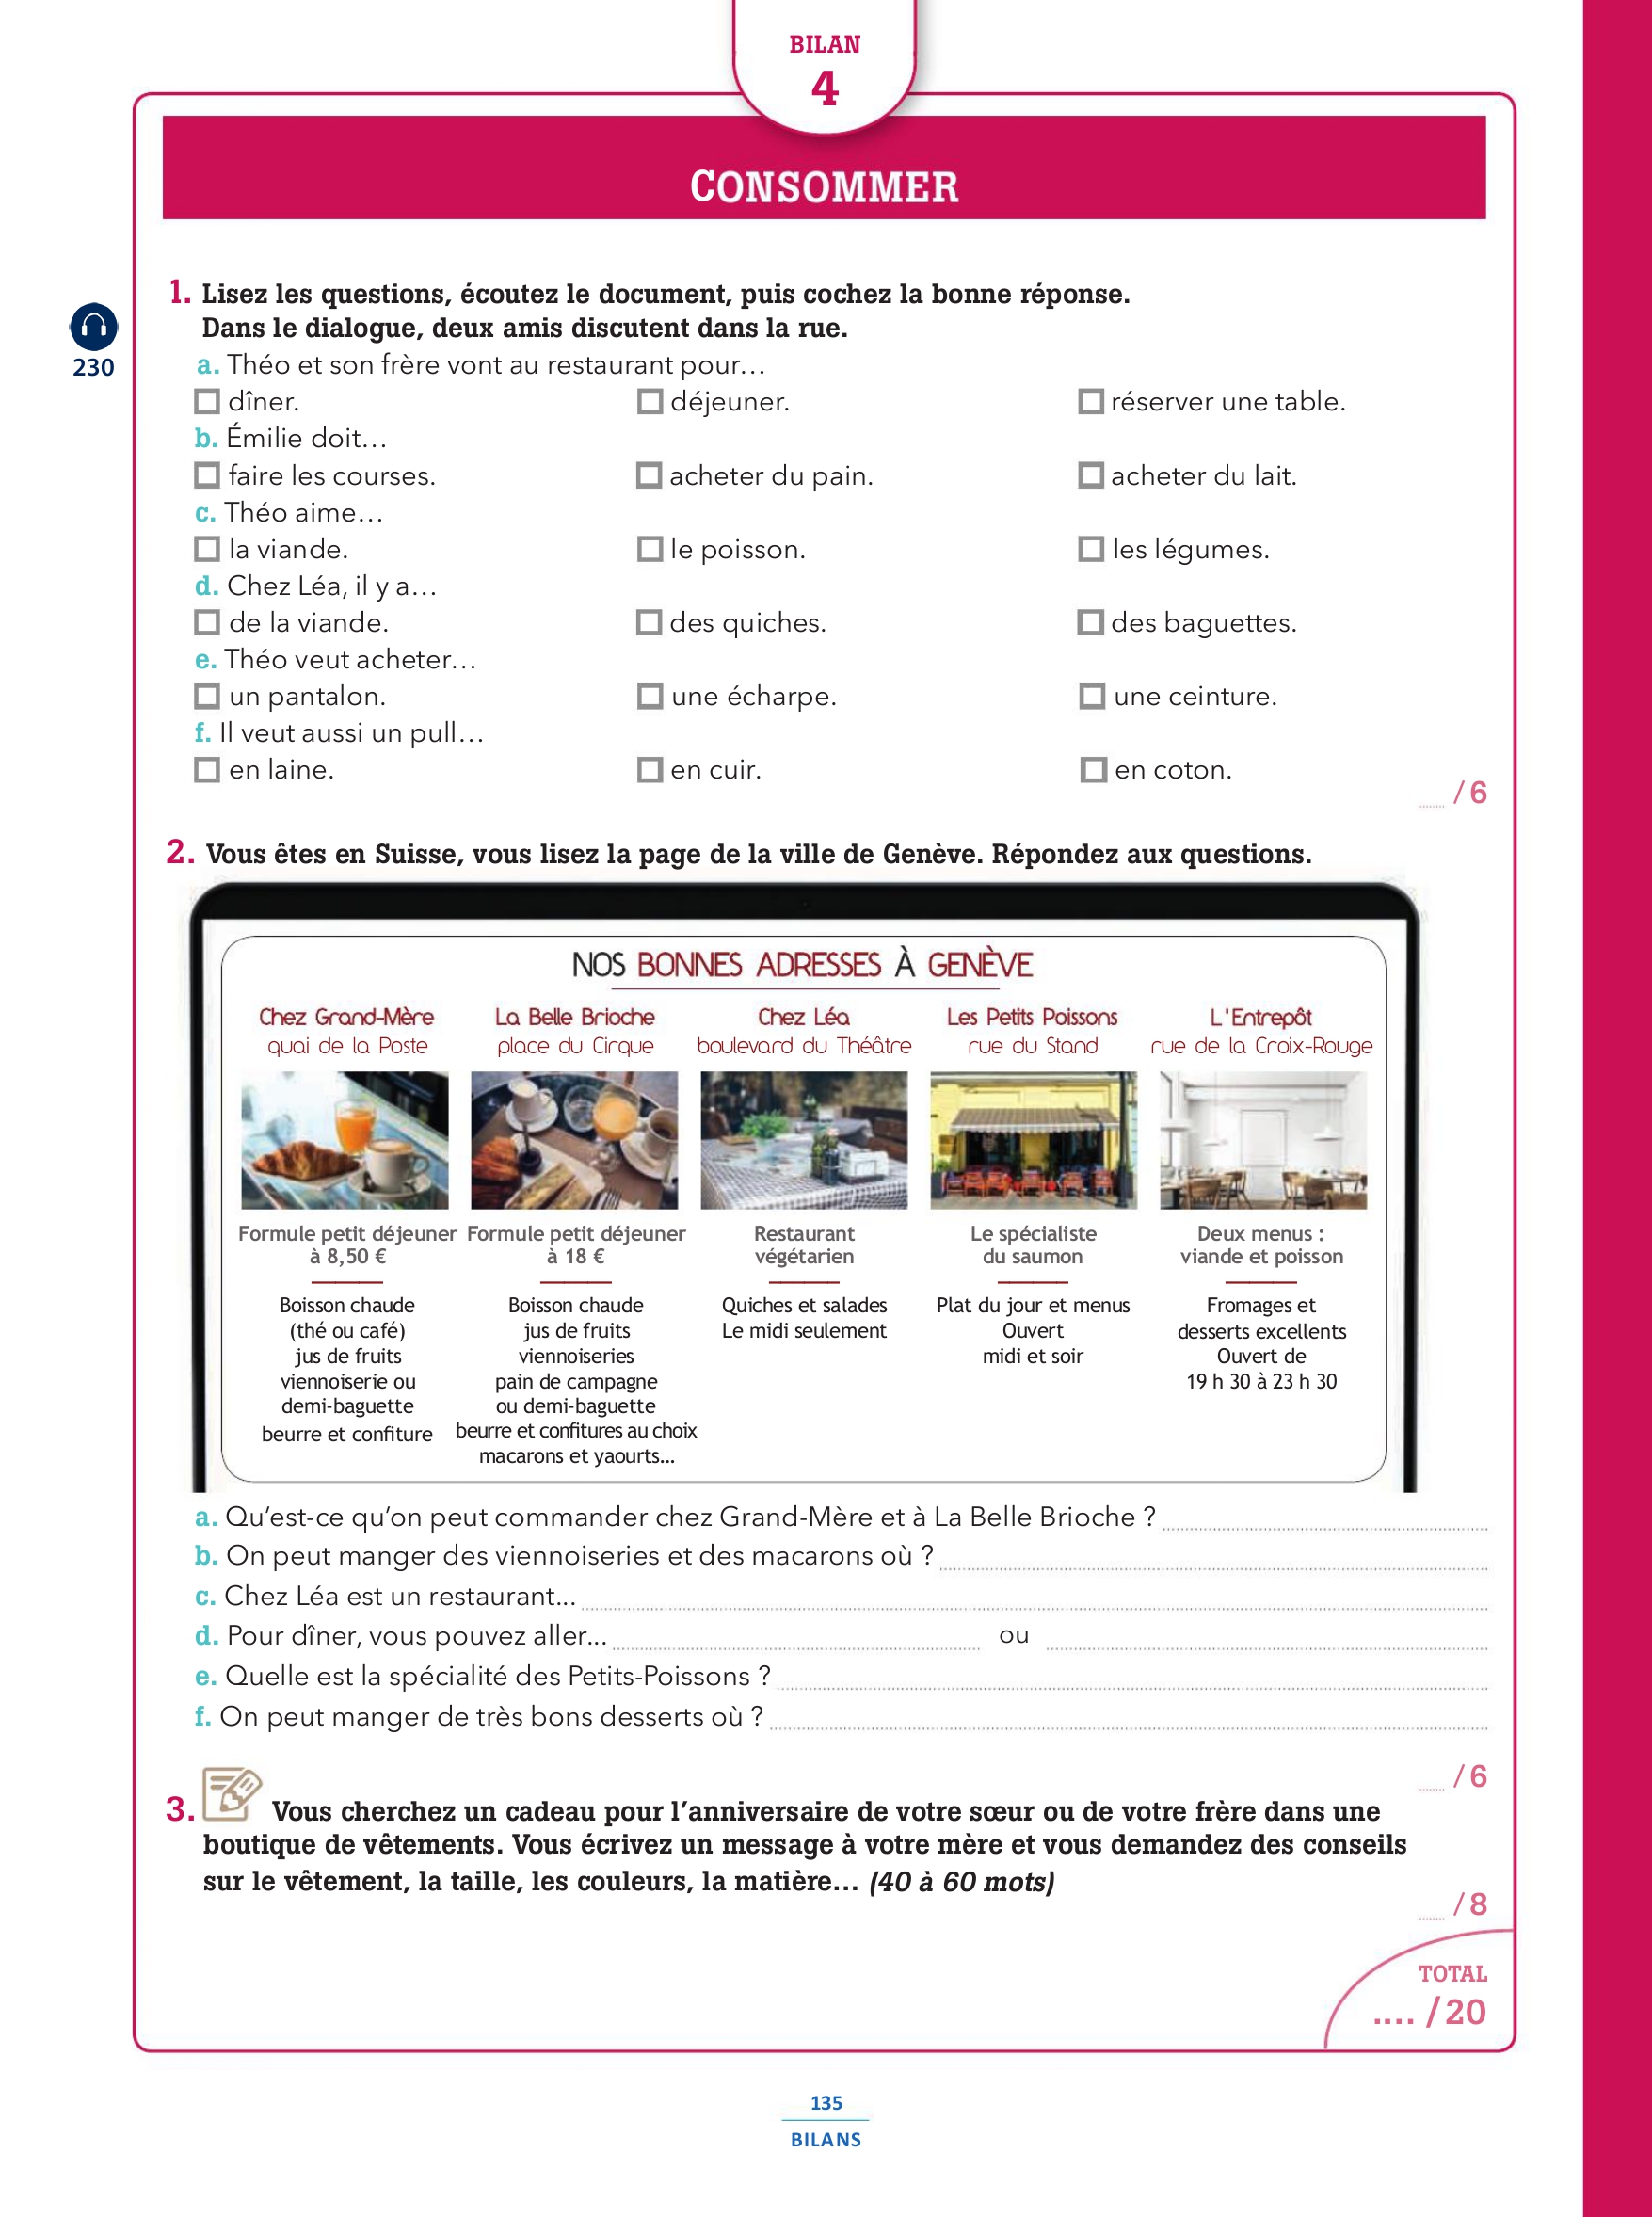 BILAN
4
CONSOMMER
1. Lisez les questions, écoutez le document, puis cochez la bonne réponse.
Dans le dialogue, deux amis discutent dans la rue.
230
a. Théo et son frère vont au restaurant pour…
dîner. déjeuner. réserver une table.
b. Émilie doit…
faire les courses. acheter du pain. acheter du lait.
c. Théo aime…
la viande. le poisson. les légumes.
d. Chez Léa, il y a…
de la viande. des quiches. des baguettes.
e. Théo veut acheter…
un pantalon. une écharpe. une ceinture.
f. Il veut aussi un pull…
en laine. en cuir. en coton.
/ 6
2. Vous êtes en Suisse, vous lisez la page de la ville de Genève. Répondez aux questions.
NOS BONNES ADRESSES À GENÈVE
Chez Grand-Mère
quai de la Poste
Formule petit déjeuner
à 8,50 €
Boisson chaude
(thé ou café)
jus de fruits
viennoiserie ou
demi-baguette
beurre et confiture
La Belle Brioche
place du Cirque
Formule petit déjeuner
à 18 €
Boisson chaude
jus de fruits
viennoiseries
pain de campagne
ou demi-baguette
beurre et confitures au choix
macarons et yaourts...
Chez Léa
boulevard du Théâtre
Restaurant
végétarien
Quiches et salades
Le midi seulement
Les Petits Poissons
rue du Stand
Le spécialiste
du saumon
Plat du jour et menus
Ouvert
midi et soir
L'Entrepôt
rue de la Croix-Rouge
Deux menus :
viande et poisson
Fromages et
desserts excellents
Ouvert de
19 h 30 à 23 h 30
a. Qu’est-ce qu’on peut commander chez Grand-Mère et à La Belle Brioche ?
b. On peut manger des viennoiseries et des macarons où ?
c. Chez Léa est un restaurant...
d. Pour dîner, vous pouvez aller... ou
e. Quelle est la spécialité des Petits-Poissons ?
f. On peut manger de très bons desserts où ?
/ 6
3. Vous cherchez un cadeau pour l’anniversaire de votre sœur ou de votre frère dans une
boutique de vêtements. Vous écrivez un message à votre mère et vous demandez des conseils
sur le vêtement, la taille, les couleurs, la matière… (40 à 60 mots)
/ 8
TOTAL
.... / 20
135
BILANS